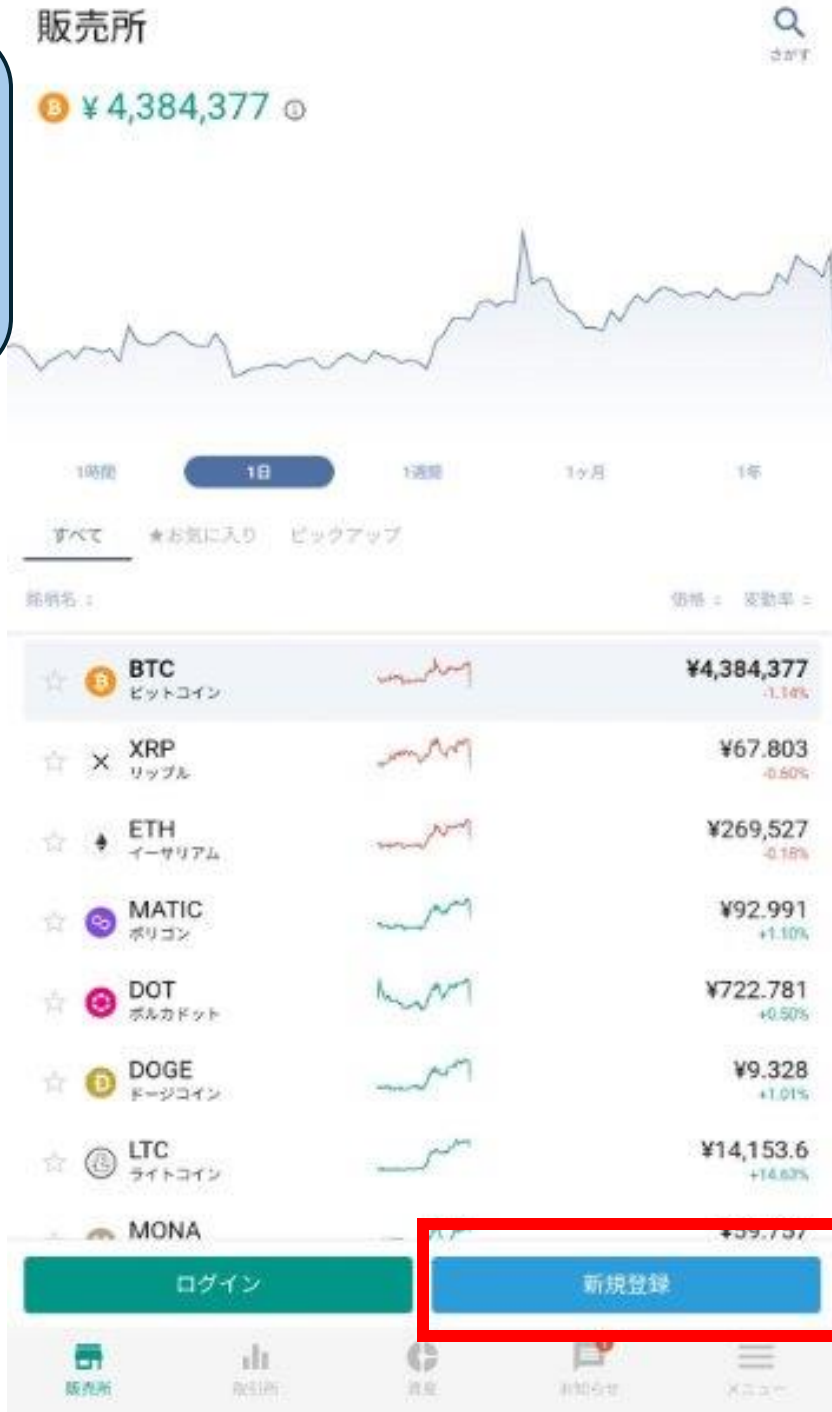 販売所
さがす
¥ 4,384,377
1時間 1日 1週間 1ヶ月 1年
すべて ★お気に入り ピックアップ
銘柄名 価格 変動率
BTC ¥4,384,377
ビットコイン -1.14%
XRP ¥67.803
リップル -0.60%
ETH ¥269,527
イーサリアム -0.18%
MATIC ¥92.991
ポリゴン +1.10%
DOT ¥722.781
ポルカドット +0.50%
DOGE ¥9.328
ドージコイン +1.01%
LTC ¥14,153.6
ライトコイン +14.63%
MONA ¥59.757
ログイン 新規登録
販売所 取引所 資産 お知らせ メニュー